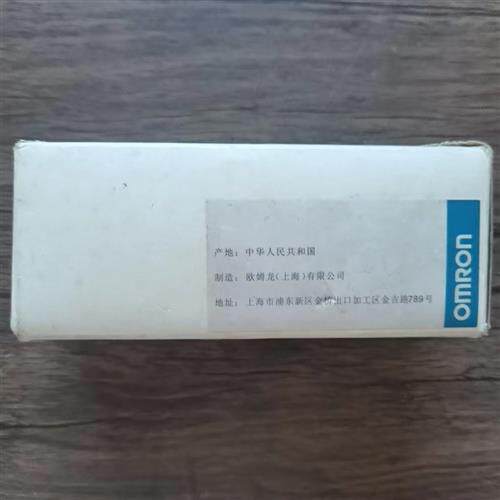 产地：中华人民共和国
制造：欧姆龙（上海）有限公司
地址：上海市浦东新区金桥出口加工区金吉路789号
OMRON